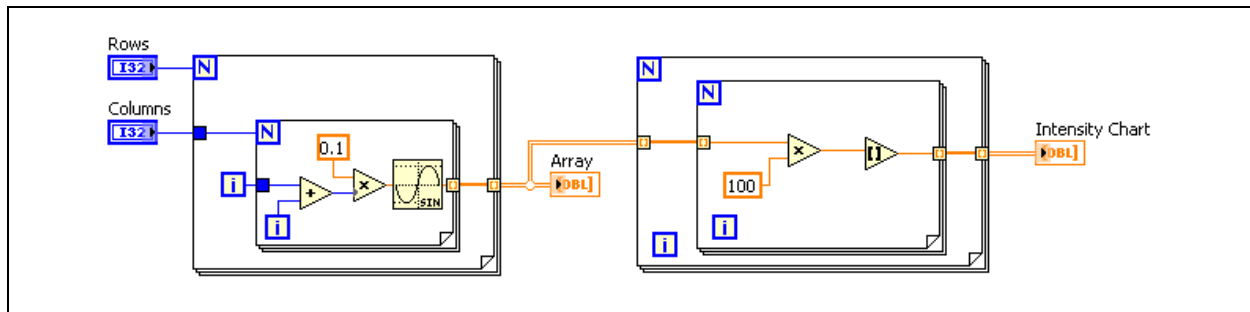 Rows
I32
N
N
Columns
I32
N
N
0.1
Intensity Chart
Array
DBL]
x
x
[]
+
DBL]
SIN
i
100
i
i
i